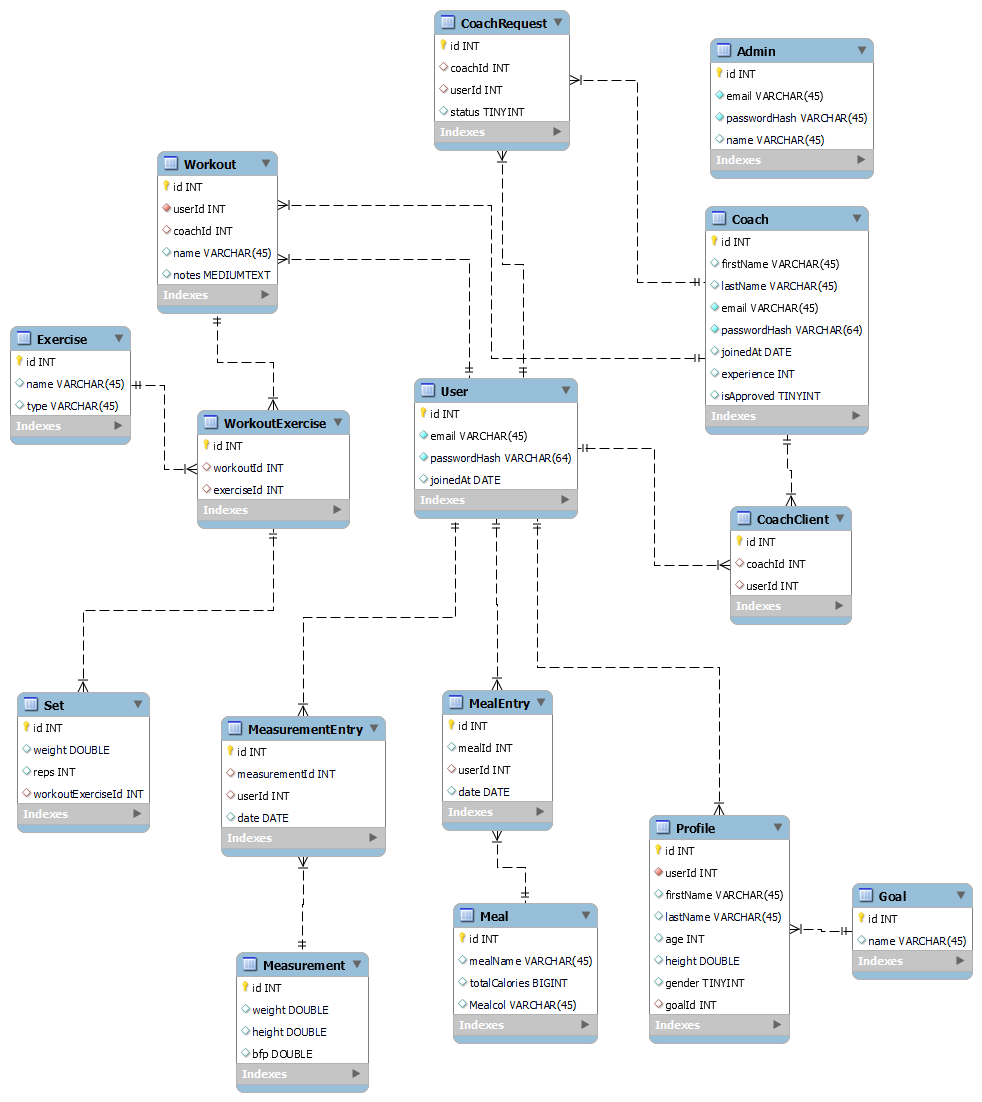 CoachRequest
id INT
coachId INT
userId INT
status TINYINT
Indexes
Admin
id INT
email VARCHAR(45)
passwordHash VARCHAR(45)
name VARCHAR(45)
Indexes
Workout
id INT
userId INT
coachId INT
name VARCHAR(45)
notes MEDIUMTEXT
Indexes
Coach
id INT
firstName VARCHAR(45)
lastName VARCHAR(45)
email VARCHAR(45)
passwordHash VARCHAR(64)
joinedAt DATE
experience INT
isApproved TINYINT
Indexes
Exercise
id INT
name VARCHAR(45)
type VARCHAR(45)
Indexes
User
id INT
email VARCHAR(45)
passwordHash VARCHAR(64)
joinedAt DATE
Indexes
WorkoutExercise
id INT
workoutId INT
exerciseId INT
Indexes
CoachClient
id INT
coachId INT
userId INT
Indexes
Set
id INT
weight DOUBLE
reps INT
workoutExerciseId INT
Indexes
MeasurementEntry
id INT
measurementId INT
userId INT
date DATE
Indexes
MealEntry
id INT
mealId INT
userId INT
date DATE
Indexes
Profile
id INT
userId INT
firstName VARCHAR(45)
lastName VARCHAR(45)
age INT
height DOUBLE
gender TINYINT
goalId INT
Indexes
Goal
id INT
name VARCHAR(45)
Indexes
Meal
id INT
mealName VARCHAR(45)
totalCalories BIGINT
Mealcol VARCHAR(45)
Indexes
Measurement
id INT
weight DOUBLE
height DOUBLE
bfp DOUBLE
Indexes